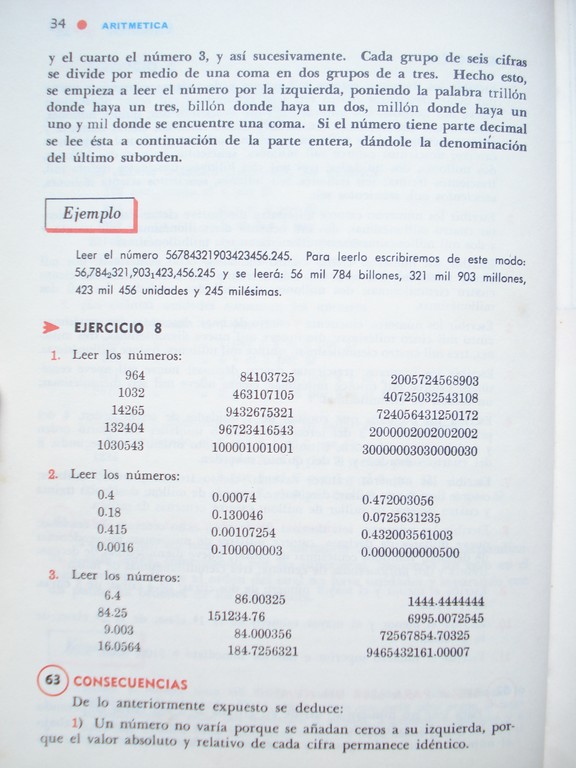 34 ● ARITMETICA
y el cuarto el número 3, y así sucesivamente. Cada grupo de seis cifras
se divide por medio de una coma en dos grupos de a tres. Hecho esto,
se empieza a leer el número por la izquierda, poniendo la palabra trillón
donde haya un tres, billón donde haya un dos, millón donde haya un
uno y mil donde se encuentre una coma. Si el número tiene parte decimal
se lee ésta a continuación de la parte entera, dándole la denominación
del último suborden.
Ejemplo
Leer el número 56784321903423456.245. Para leerlo escribiremos de este modo:
56,784₂321,903₁423,456.245 y se leerá: 56 mil 784 billones, 321 mil 903 millones,
423 mil 456 unidades y 245 milésimas.
EJERCICIO 8
1. Leer los números:
964 84103725 2005724568903
1032 463107105 40725032543108
14265 9432675321 724056431250172
132404 96723416543 2000002002002002
1030543 100001001001 30000003030000030
2. Leer los números:
0.4 0.00074 0.472003056
0.18 0.130046 0.0725631235
0.415 0.00107254 0.432003561003
0.0016 0.100000003 0.0000000000500
3. Leer los números:
6.4 86.00325 1444.4444444
84.25 151234.76 6995.0072545
9.003 84.000356 72567854.70325
16.0564 184.7256321 9465432161.00007
63 CONSECUENCIAS
De lo anteriormente expuesto se deduce:
1) Un número no varía porque se añadan ceros a su izquierda, por-
que el valor absoluto y relativo de cada cifra permanece idéntico.